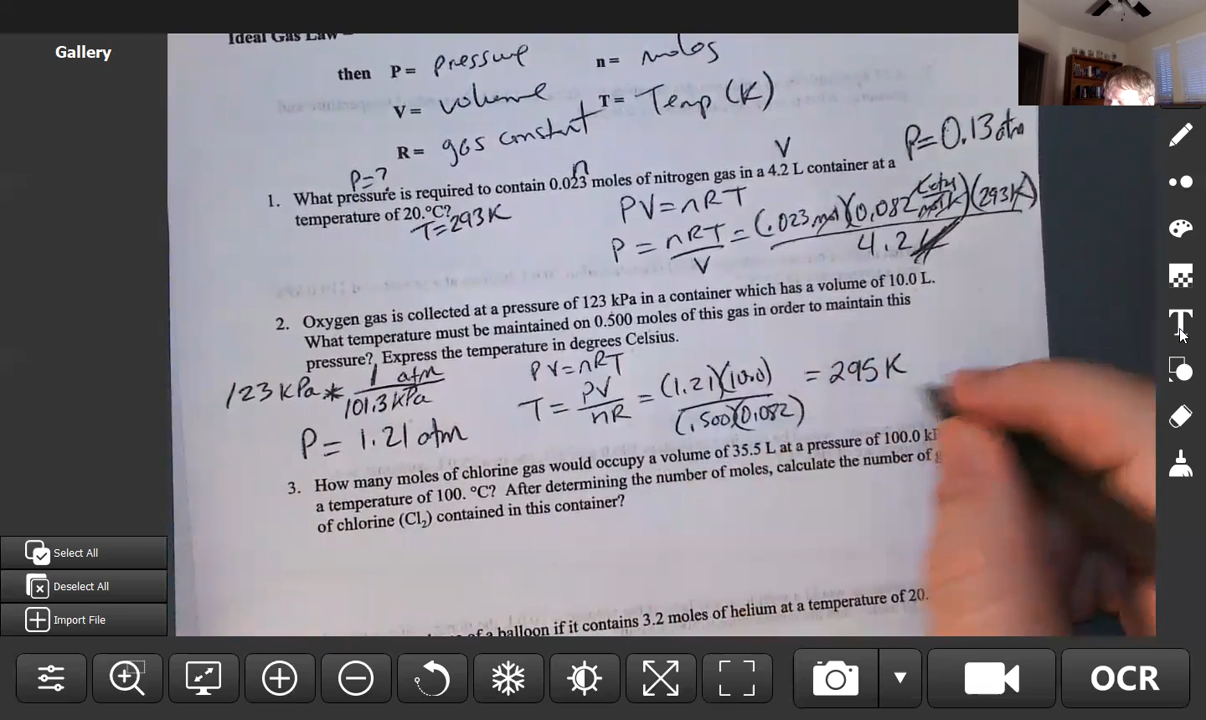 Gallery
Ideal Gas Law
then P = pressure n = moles
V = volume T = Temp (K)
R = gas constant
P=? n V P=0.13 atm
1. What pressure is required to contain 0.023 moles of nitrogen gas in a 4.2 L container at a
temperature of 20.°C? T=293K PV=nRT
P = nRT/V = (.023 mol)(0.082 )(293K)/4.2
2. Oxygen gas is collected at a pressure of 123 kPa in a container which has a volume of 10.0 L.
What temperature must be maintained on 0.500 moles of this gas in order to maintain this
pressure? Express the temperature in degrees Celsius.
123 kPa * 1 atm/101.3 kPa PV=nRT
T = PV/nR = (1.21)(10.0)/(.500)(0.082) = 295 K
P = 1.21 atm
3. How many moles of chlorine gas would occupy a volume of 35.5 L at a pressure of 100.0
a temperature of 100. °C? After determining the number of moles, calculate the number of
of chlorine (Cl₂) contained in this container?
of a balloon if it contains 3.2 moles of helium at a temperature of 20.
Select All
Deselect All
Import File
OCR